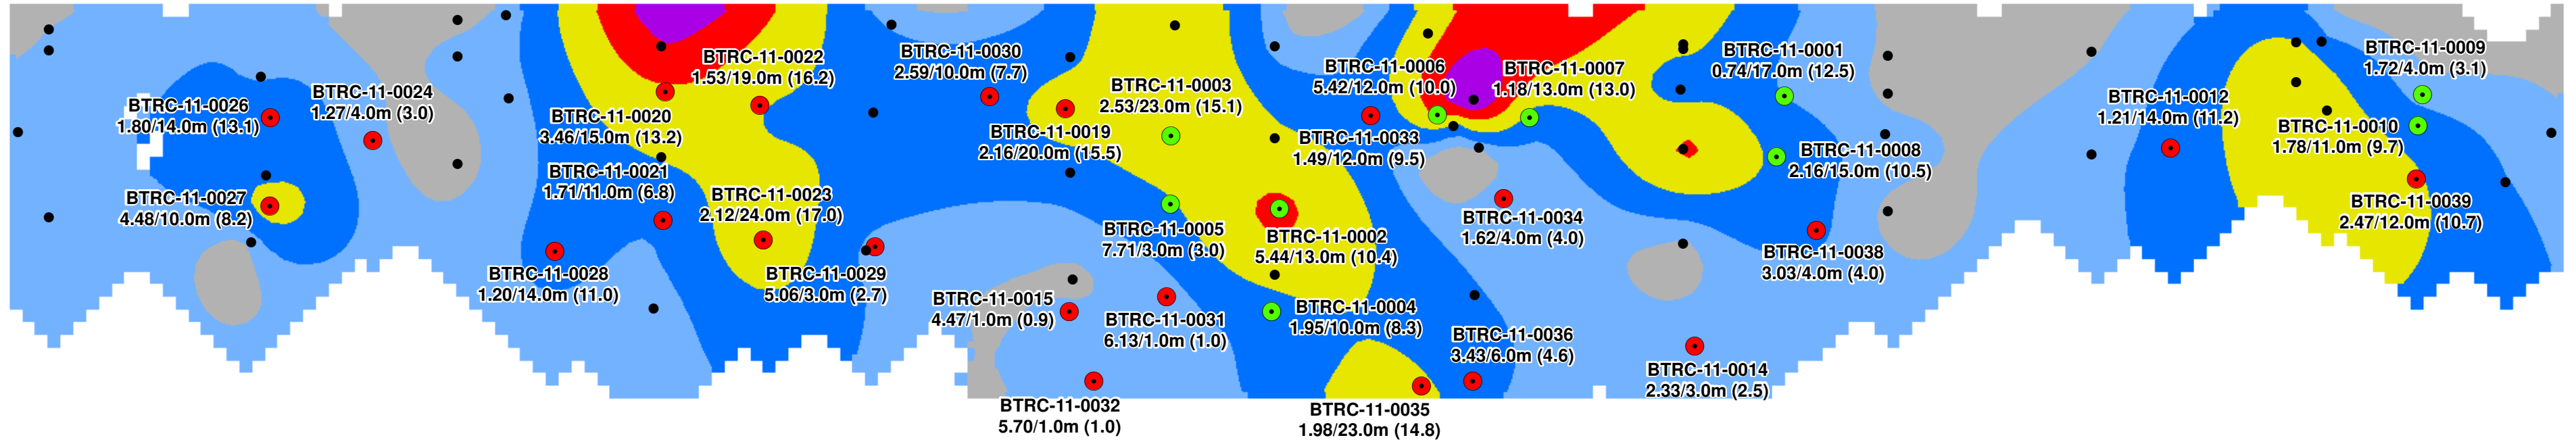 BTRC-11-0026
1.80/14.0m (13.1)
BTRC-11-0024
1.27/4.0m (3.0)
BTRC-11-0027
4.48/10.0m (8.2)
BTRC-11-0022
1.53/19.0m (16.2)
BTRC-11-0020
3.46/15.0m (13.2)
BTRC-11-0021
1.71/11.0m (6.8)
BTRC-11-0023
2.12/24.0m (17.0)
BTRC-11-0028
1.20/14.0m (11.0)
BTRC-11-0029
5.06/3.0m (2.7)
BTRC-11-0030
2.59/10.0m (7.7)
BTRC-11-0003
2.53/23.0m (15.1)
BTRC-11-0019
2.16/20.0m (15.5)
BTRC-11-0005
7.71/3.0m (3.0)
BTRC-11-0015
4.47/1.0m (0.9)
BTRC-11-0031
6.13/1.0m (1.0)
BTRC-11-0032
5.70/1.0m (1.0)
BTRC-11-0006
5.42/12.0m (10.0)
BTRC-11-0007
1.18/13.0m (13.0)
BTRC-11-0033
1.49/12.0m (9.5)
BTRC-11-0002
5.44/13.0m (10.4)
BTRC-11-0034
1.62/4.0m (4.0)
BTRC-11-0004
1.95/10.0m (8.3)
BTRC-11-0036
3.43/6.0m (4.6)
BTRC-11-0035
1.98/23.0m (14.8)
BTRC-11-0001
0.74/17.0m (12.5)
BTRC-11-0008
2.16/15.0m (10.5)
BTRC-11-0038
3.03/4.0m (4.0)
BTRC-11-0014
2.33/3.0m (2.5)
BTRC-11-0009
1.72/4.0m (3.1)
BTRC-11-0012
1.21/14.0m (11.2)
BTRC-11-0010
1.78/11.0m (9.7)
BTRC-11-0039
2.47/12.0m (10.7)